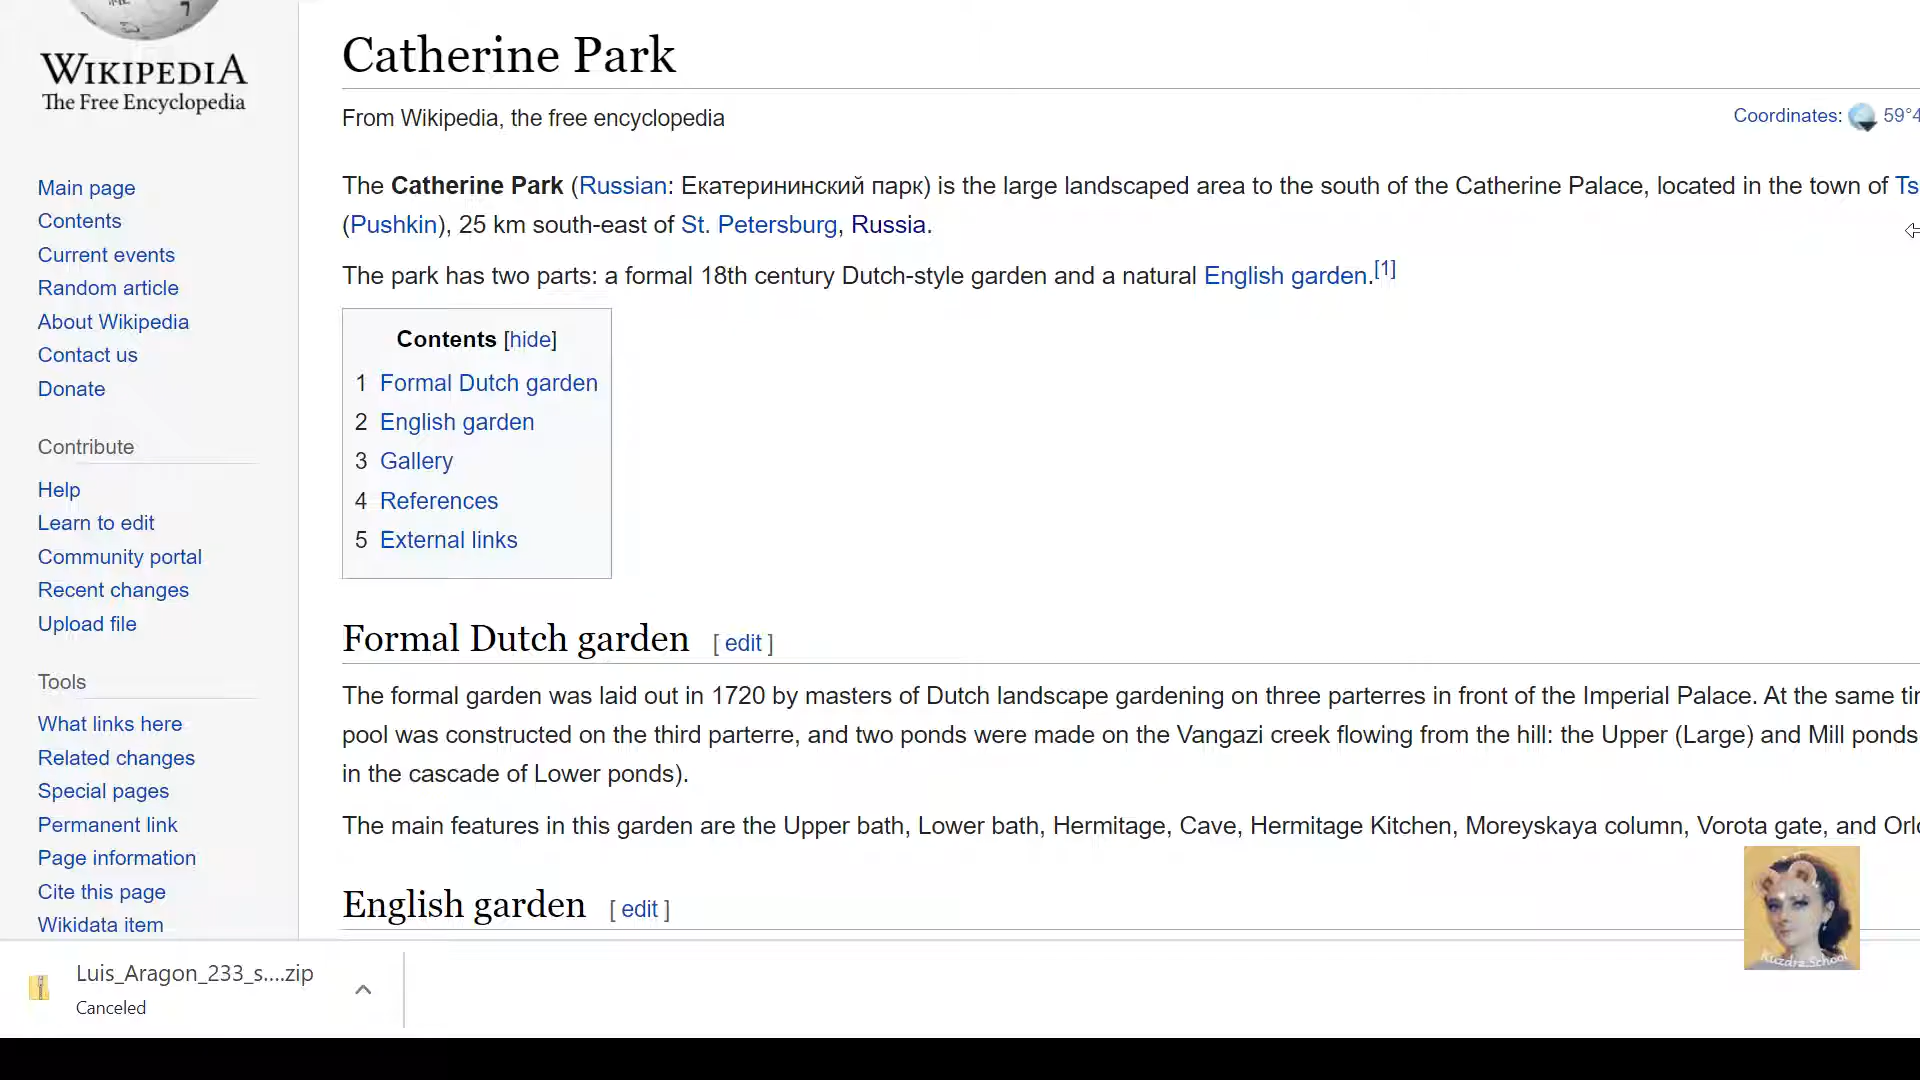 WIKIPEDIA
The Free Encyclopedia
Main page
Contents
Current events
Random article
About Wikipedia
Contact us
Donate
Contribute
Help
Learn to edit
Community portal
Recent changes
Upload file
Tools
What links here
Related changes
Special pages
Permanent link
Page information
Cite this page
Wikidata item
Catherine Park
From Wikipedia, the free encyclopedia
Coordinates: 59°4
The Catherine Park (Russian: Екатерининский парк) is the large landscaped area to the south of the Catherine Palace, located in the town of Ts
(Pushkin), 25 km south-east of St. Petersburg, Russia.
The park has two parts: a formal 18th century Dutch-style garden and a natural English garden.[1]
Contents [hide]
1 Formal Dutch garden
2 English garden
3 Gallery
4 References
5 External links
Formal Dutch garden [ edit ]
The formal garden was laid out in 1720 by masters of Dutch landscape gardening on three parterres in front of the Imperial Palace. At the same
pool was constructed on the third parterre, and two ponds were made on the Vangazi creek flowing from the hill: the Upper (Large) and Mill ponds
in the cascade of Lower ponds).
The main features in this garden are the Upper bath, Lower bath, Hermitage, Cave, Hermitage Kitchen, Moreyskaya column, Vorota gate, and
English garden [ edit ]
Luis_Aragon_233_s....zip
Canceled